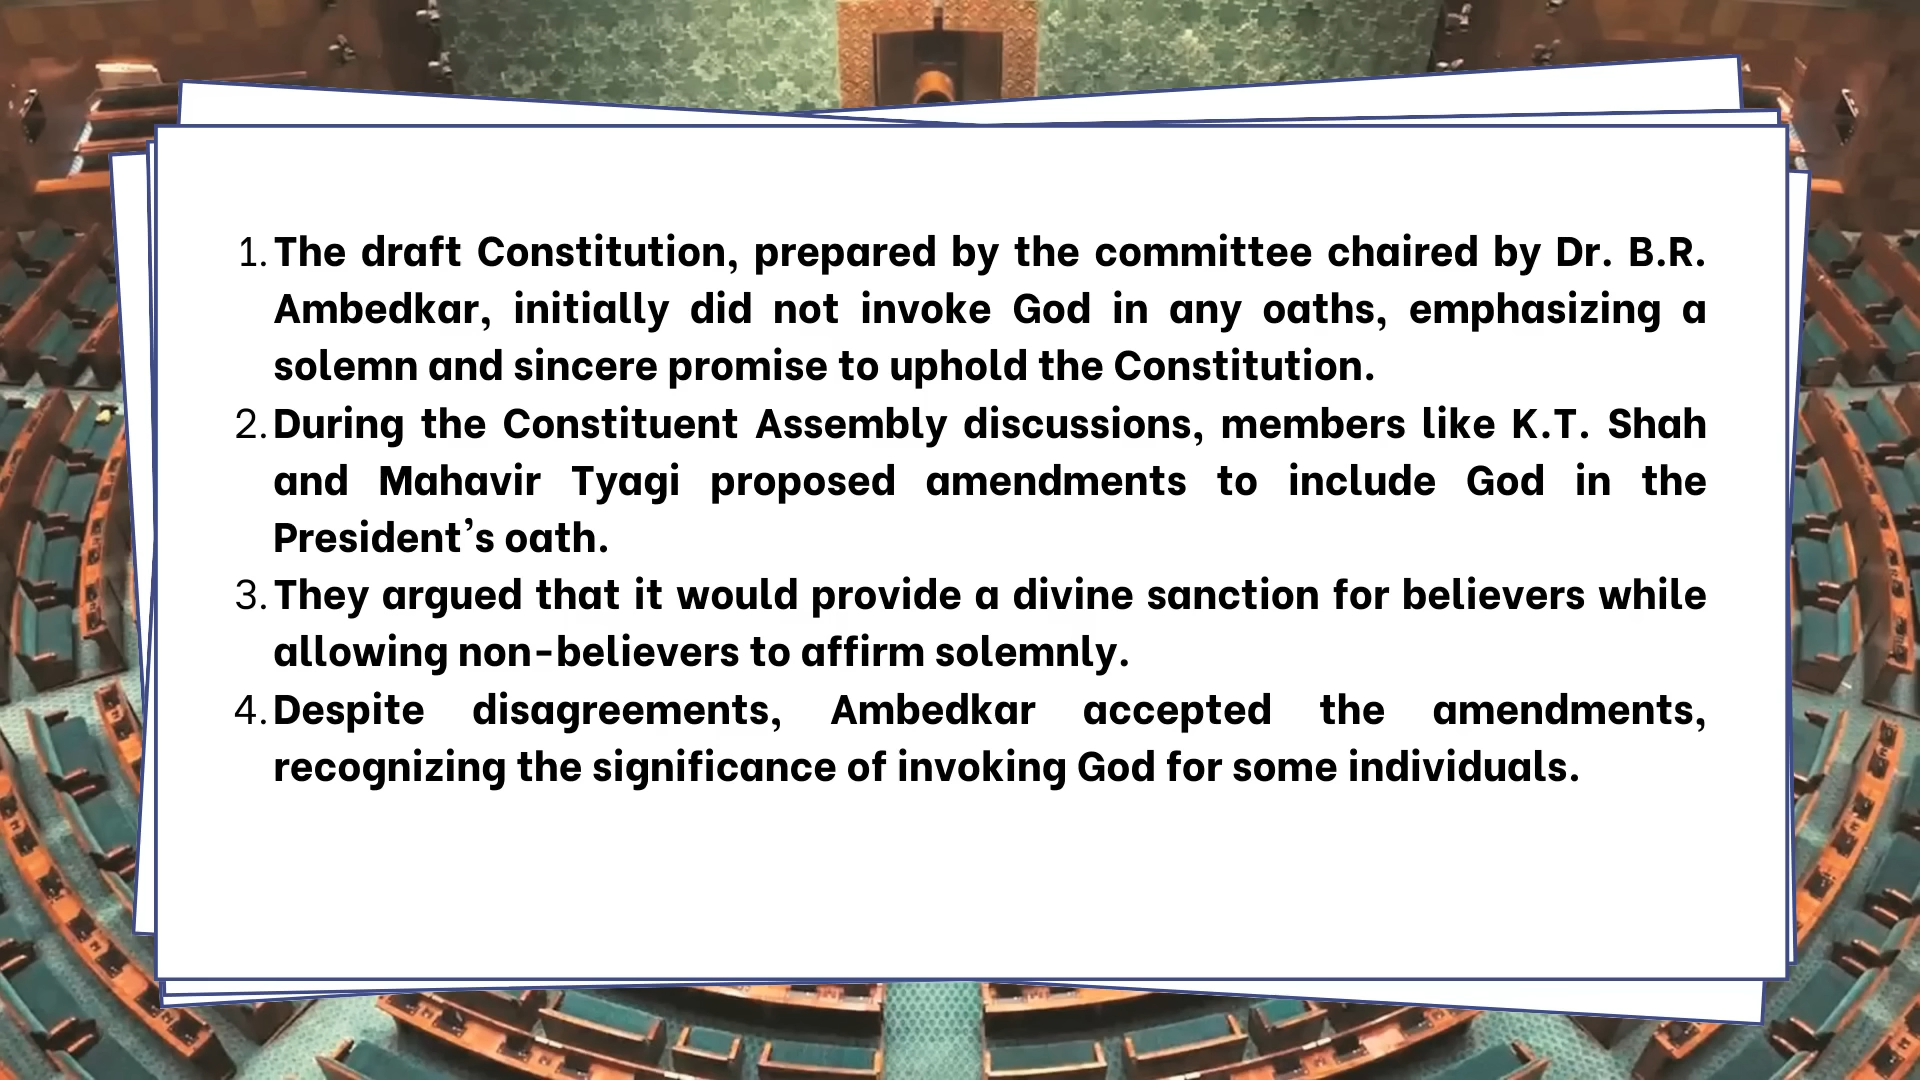 1. The draft Constitution, prepared by the committee chaired by Dr. B.R.
Ambedkar, initially did not invoke God in any oaths, emphasizing a
solemn and sincere promise to uphold the Constitution.
2. During the Constituent Assembly discussions, members like K.T. Shah
and Mahavir Tyagi proposed amendments to include God in the
President’s oath.
3. They argued that it would provide a divine sanction for believers while
allowing non-believers to affirm solemnly.
4. Despite disagreements, Ambedkar accepted the amendments,
recognizing the significance of invoking God for some individuals.